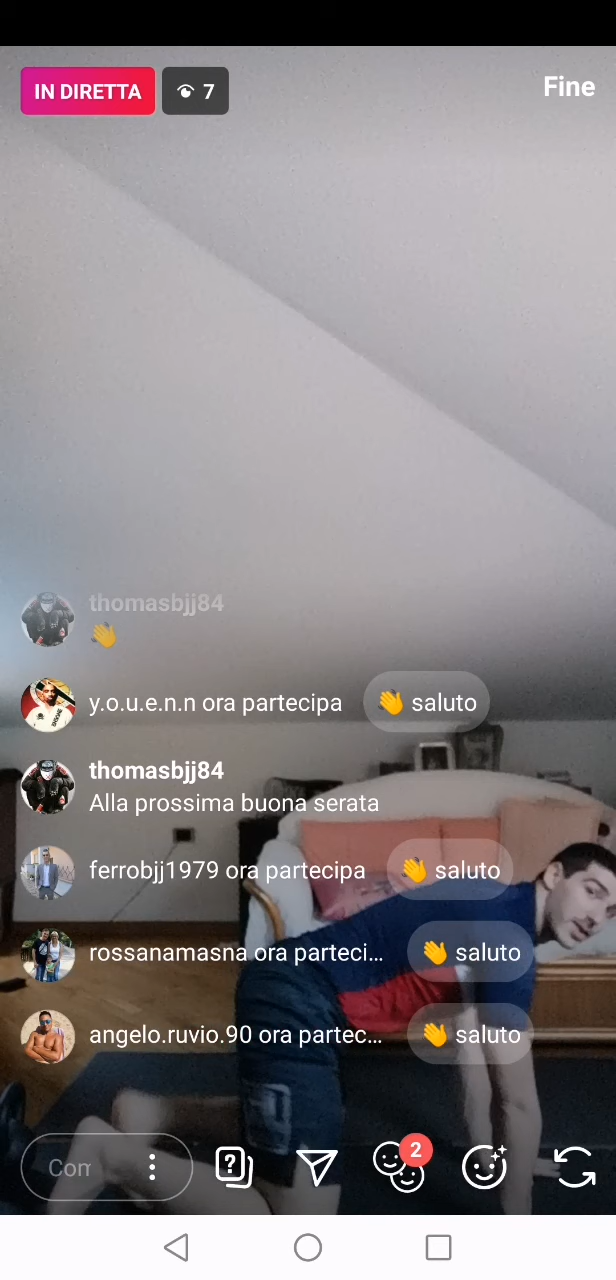 IN DIRETTA 7 Fine
thomasbjj84
👋
y.o.u.e.n.n ora partecipa 👋 saluto
thomasbjj84
Alla prossima buona serata
ferrobjj1979 ora partecipa 👋 saluto
rossanamasna ora parteci... 👋 saluto
angelo.ruvio.90 ora partec... 👋 saluto
Com ? 2